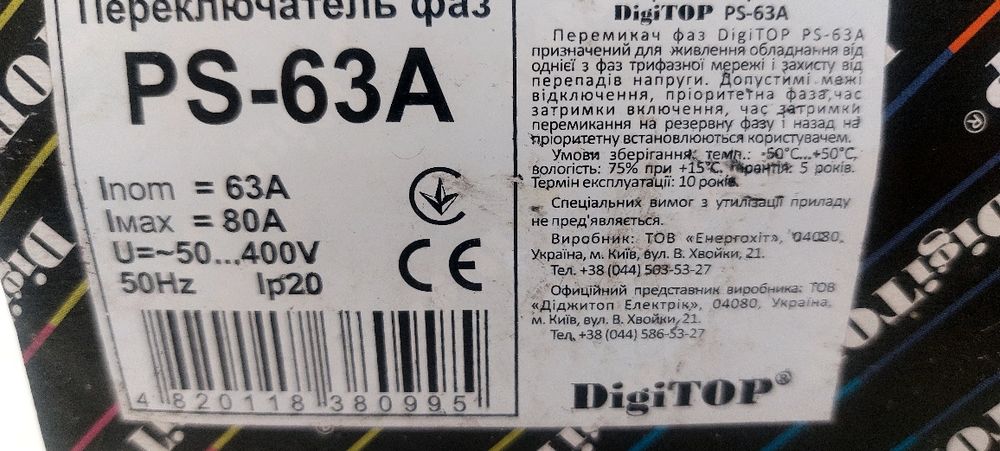 Переключатель фаз
PS-63A
Inom = 63A
Imax = 80A
U=~50...400V
50Hz Ip20
CE
4 820118 380995
DigiTOP PS-63A
Перемикач фаз DigiTOP PS-63A
призначений для живлення обладнання від
однієї з фаз трифазної мережі і захисту від
перепадів напруги. Допустимі межі
відключення, пріоритетна фаза,час
затримки включення, час затримки
перемикання на резервну фазу і назад на
пріоритетну встановлюються користувачем.
Умови зберігання: темп.: -50°C...+50°C,
вологість: 75% при +15°C. Гарантія: 5 років.
Термін експлуатації: 10 років.
Спеціальних вимог з утилізації приладу
не пред'являється.
Виробник: ТОВ «Енергохіт», 04080,
Україна, м. Київ, вул. В. Хвойки, 21.
Тел. +38 (044) 503-53-27
Офіційний представник виробника: ТОВ
«Діджитоп Електрік», 04080, Україна,
м. Київ, вул. В. Хвойки, 21.
Тел. +38 (044) 586-53-27
DigiTOP®
Digi
DigiTO